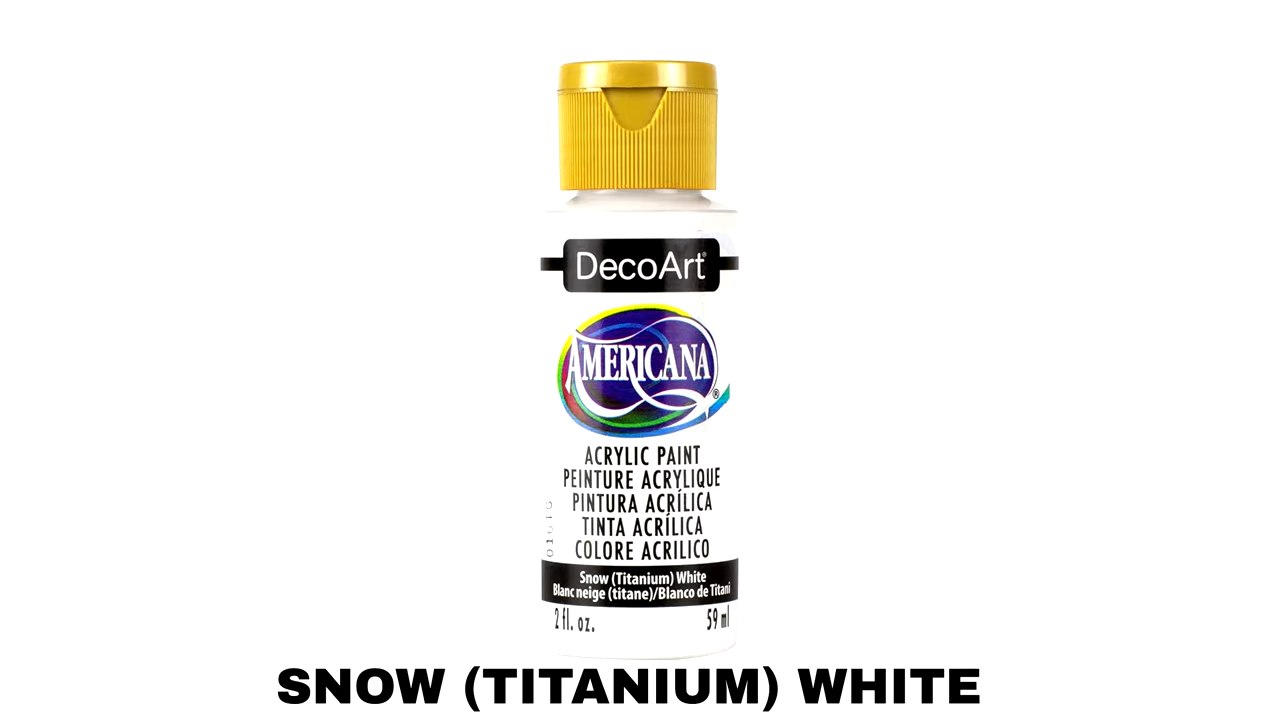 DecoArt®
AMERICANA®
ACRYLIC PAINT
PEINTURE ACRYLIQUE
PINTURA ACRÍLICA
TINTA ACRÍLICA
COLORE ACRILICO
Snow (Titanium) White
Blanc neige (titane)/Blanco de Titani
2 fl. oz. 59 ml
SNOW (TITANIUM) WHITE